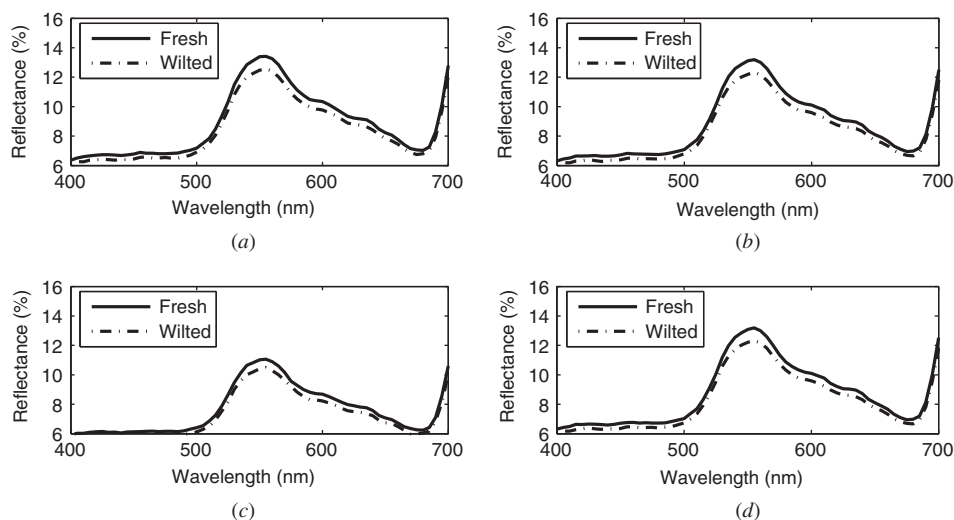 16
14
12
10
8
6
400 500 600 700
Reflectance (%)
Wavelength (nm)
Fresh
Wilted
(a)
16
14
12
10
8
6
400 500 600 700
Reflectance (%)
Wavelength (nm)
Fresh
Wilted
(b)
16
14
12
10
8
6
400 500 600 700
Reflectance (%)
Wavelength (nm)
Fresh
Wilted
(c)
16
14
12
10
8
6
400 500 600 700
Reflectance (%)
Wavelength (nm)
Fresh
Wilted
(d)